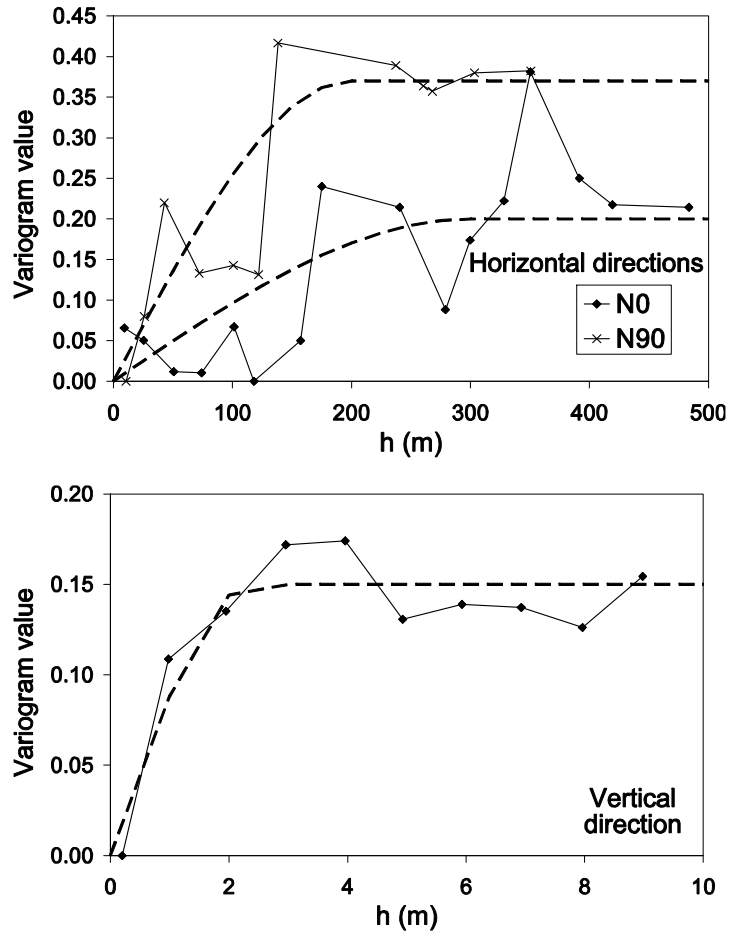 0.45
0.40
0.35
0.30
0.25
0.20
0.15
0.10
0.05
0.00
Variogram value
Horizontal directions
N0
N90
0 100 200 300 400 500
h (m)
0.20
0.15
0.10
0.05
0.00
Variogram value
Vertical
direction
0 2 4 6 8 10
h (m)